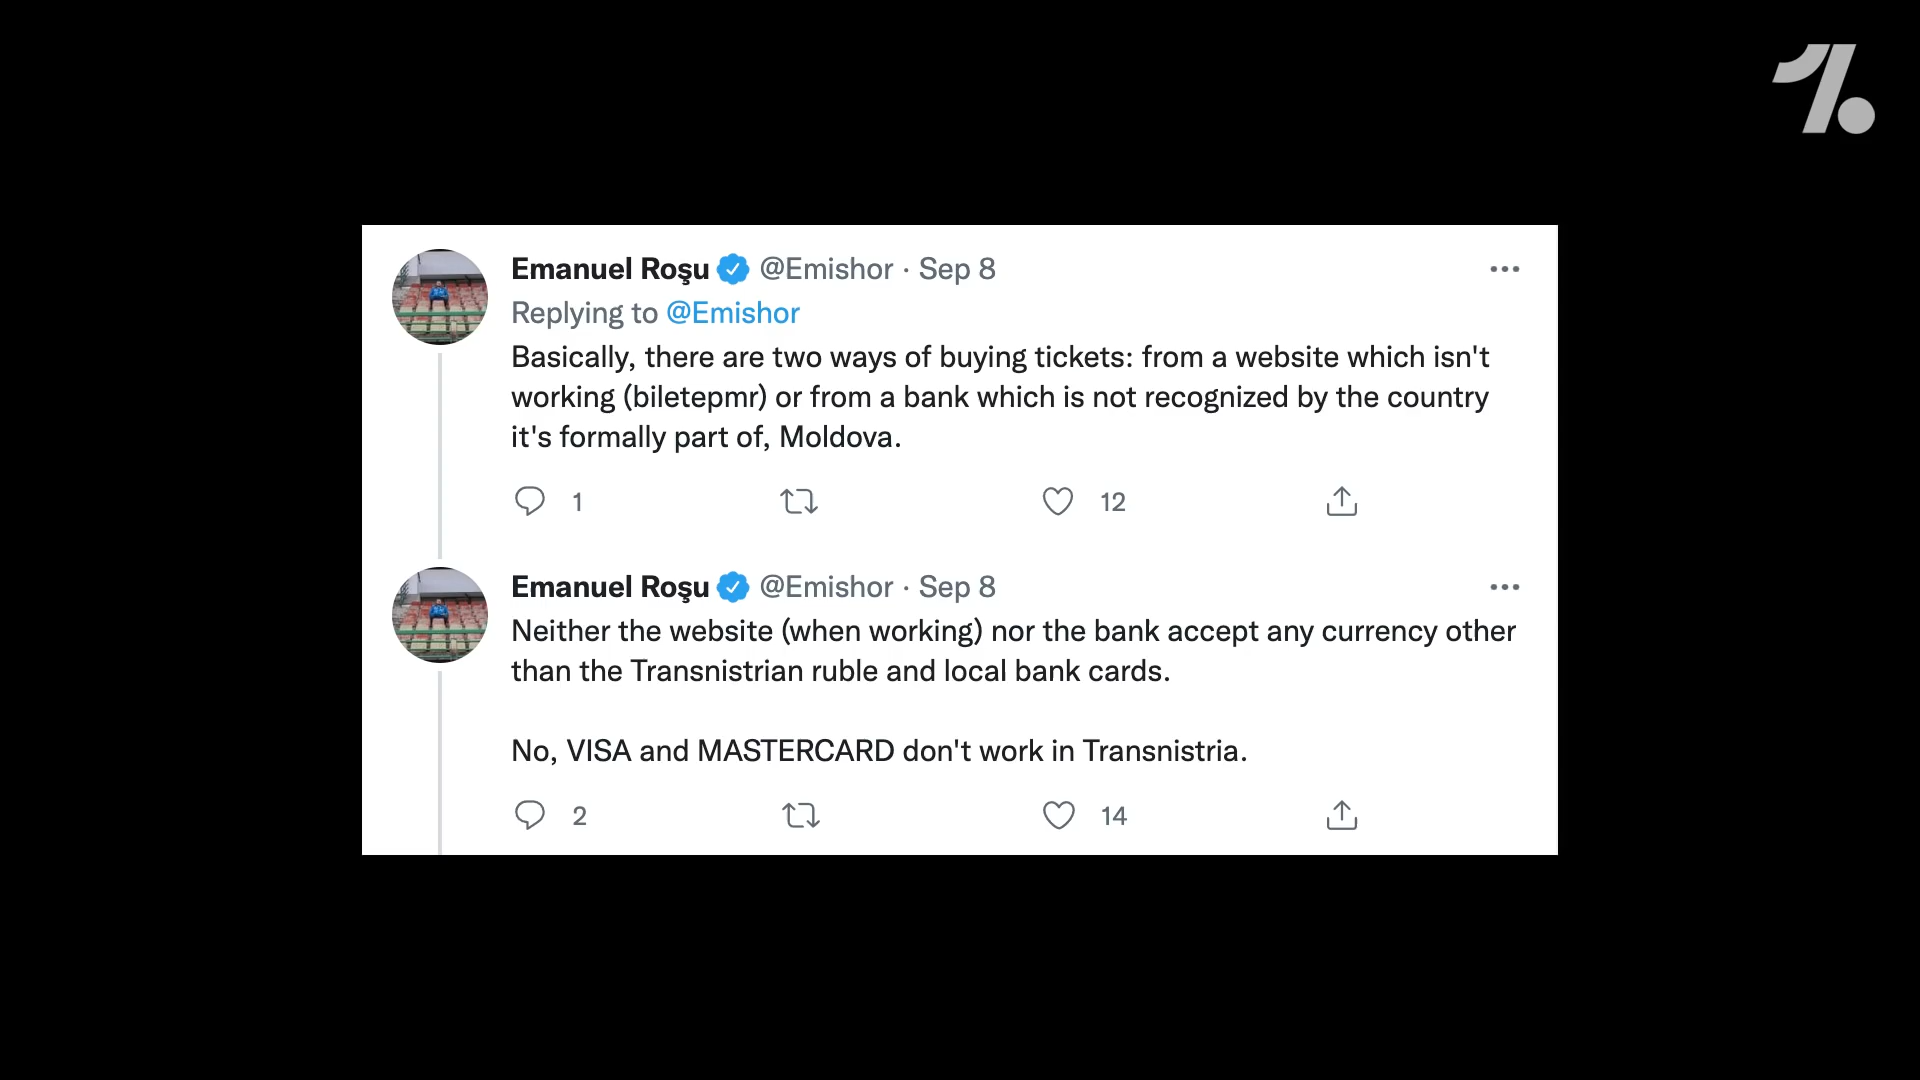 Emanuel Roşu @Emishor · Sep 8
Replying to @Emishor
Basically, there are two ways of buying tickets: from a website which isn't
working (biletepmr) or from a bank which is not recognized by the country
it's formally part of, Moldova.
1 12
Emanuel Roşu @Emishor · Sep 8
Neither the website (when working) nor the bank accept any currency other
than the Transnistrian ruble and local bank cards.
No, VISA and MASTERCARD don't work in Transnistria.
2 14